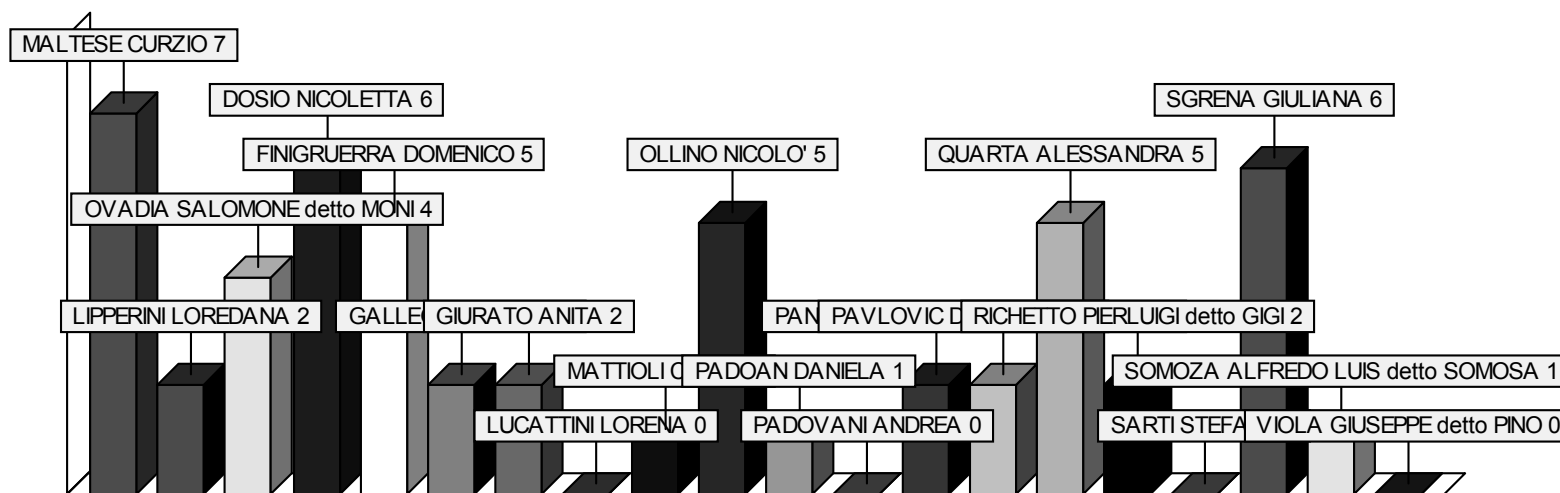 MALTESE CURZIO 7
DOSIO NICOLETTA 6
SGRENA GIULIANA 6
FINIGRUERRA DOMENICO 5
OLLINO NICOLO' 5
QUARTA ALESSANDRA 5
OVADIA SALOMONE detto MONI 4
LIPPERINI LOREDANA 2
GIURATO ANITA 2
PAVLOVIC
RICHETTO PIERLUIGI detto GIGI 2
MATTIOLI
PADOAN DANIELA 1
SOMOZA ALFREDO LUIS detto SOMOSA 1
LUCATTINI LORENA 0
PADOVANI ANDREA 0
SARTI
VIOLA GIUSEPPE detto PINO 0